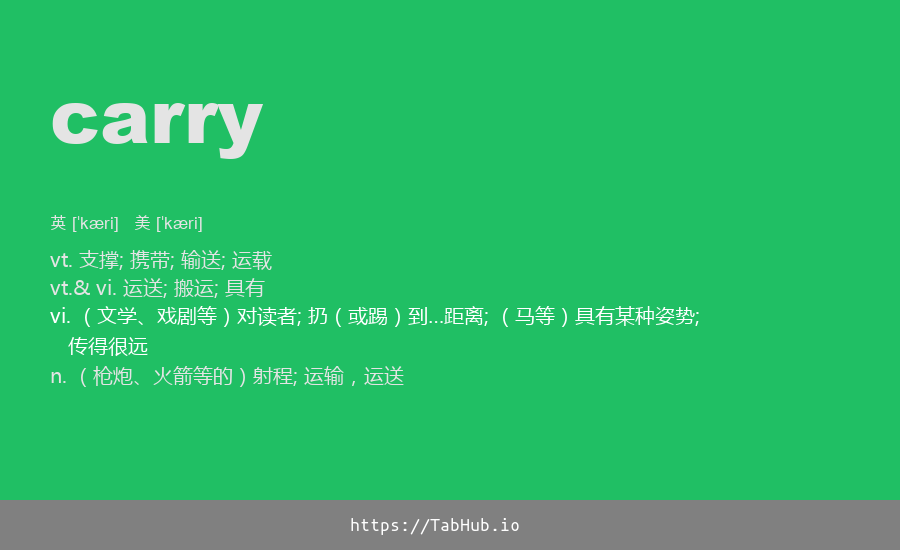 carry
英 ['kæri] 美 ['kæri]
vt. 支撑; 携带; 输送; 运载
vt.& vi. 运送; 搬运; 具有
vi.（文学、戏剧等）对读者; 扔（或踢）到…距离;（马等）具有某种姿势;
传得很远
n.（枪炮、火箭等的）射程; 运输，运送
https://TabHub.io